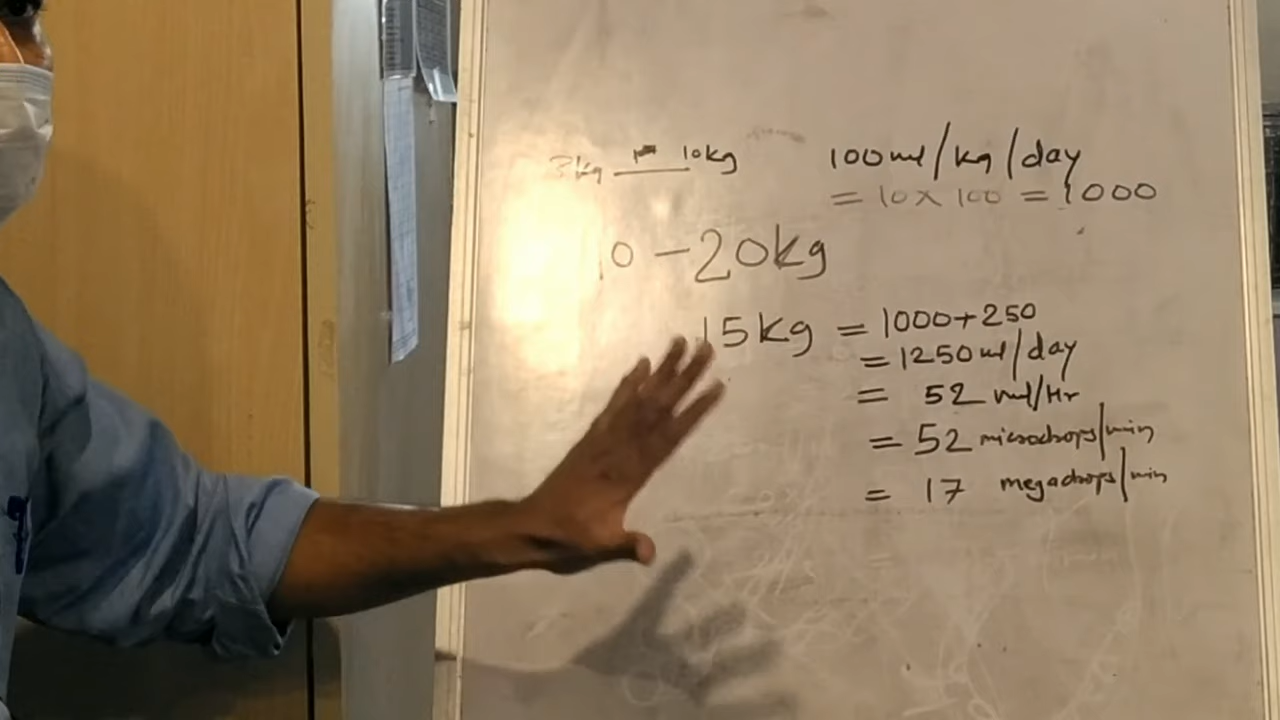 3kg — 10kg 100ml/kg/day
= 10 x 100 = 1000
10 - 20kg
15kg = 1000+250
= 1250ml/day
= 52 ml/Hr
= 52 microdrops/min
= 17 megadrops/min